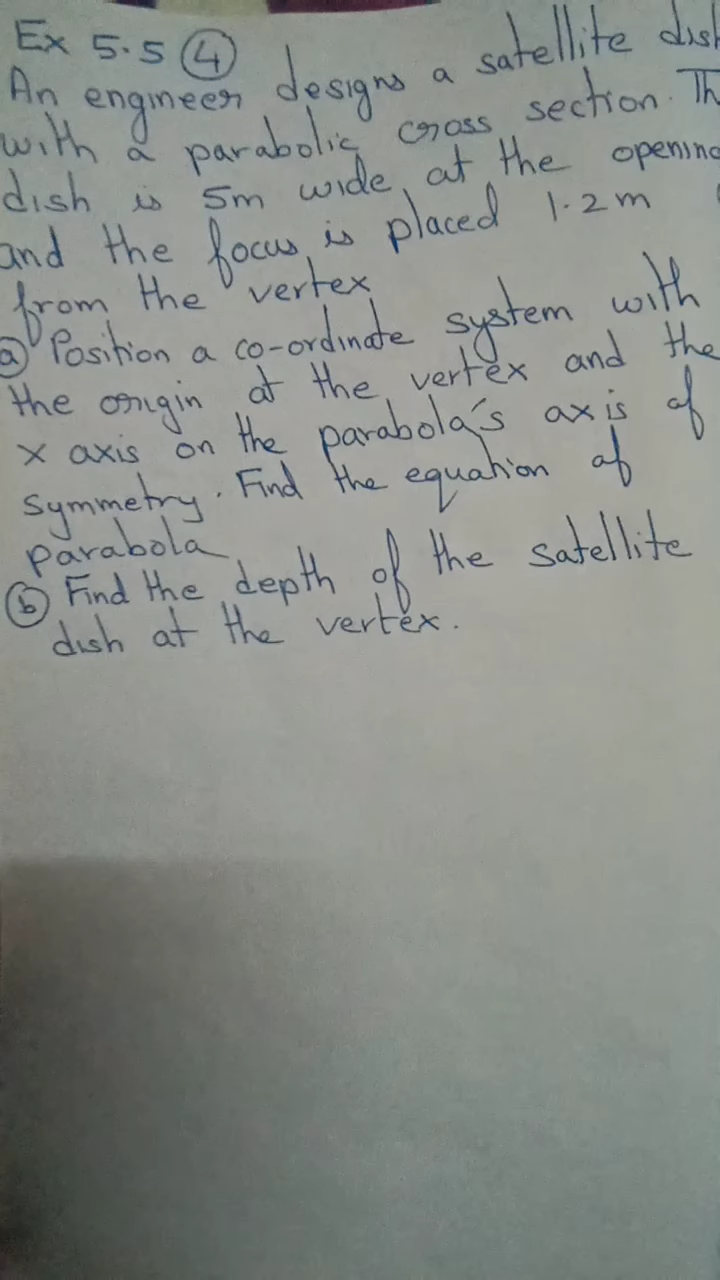 Ex 5.5 ④
An engineer designs a satellite dish
with a parabolic cross section. Th
dish is 5m wide at the opening
and the focus is placed 1.2m
from the vertex
ⓐ Position a co-ordinate system with
the origin at the vertex and the
x axis on the parabola's axis of
symmetry. Find the equation of
parabola
ⓑ Find the depth of the satellite
dish at the vertex.